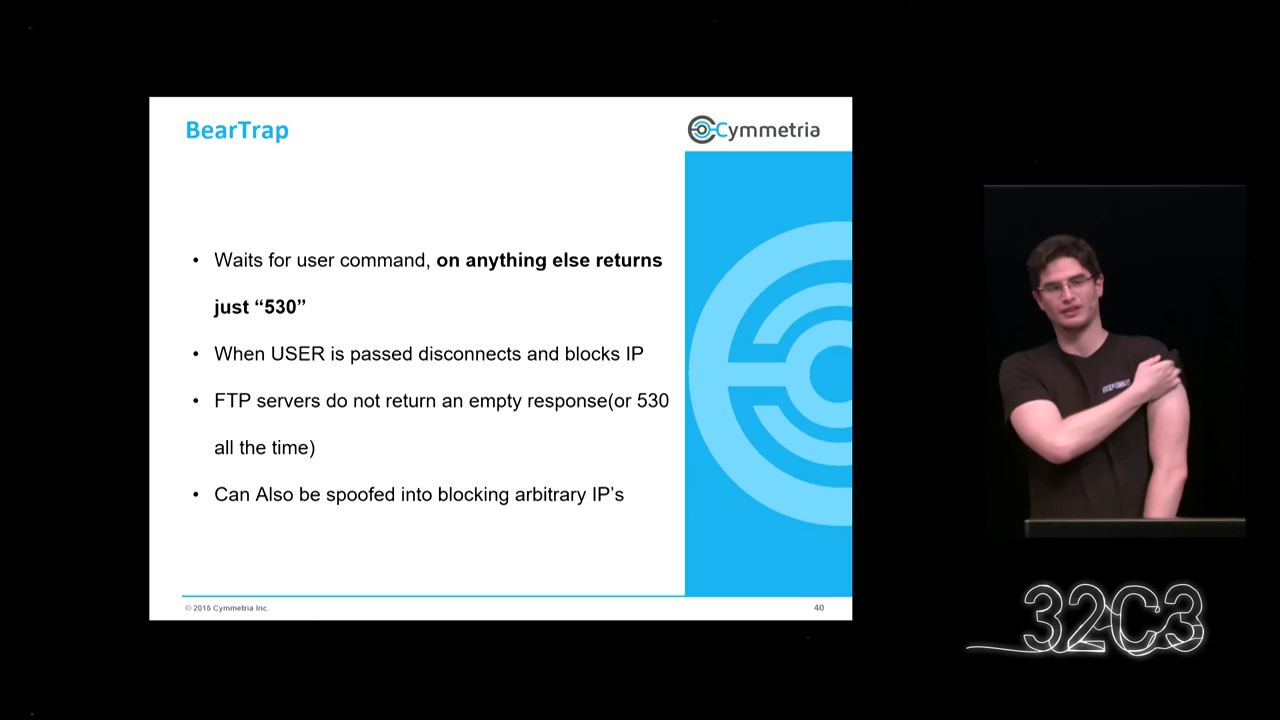 BearTrap
Cymmetria
• Waits for user command, on anything else returns
just “530”
• When USER is passed disconnects and blocks IP
• FTP servers do not return an empty response(or 530
all the time)
• Can Also be spoofed into blocking arbitrary IP’s
© 2015 Cymmetria Inc.
40
32C3